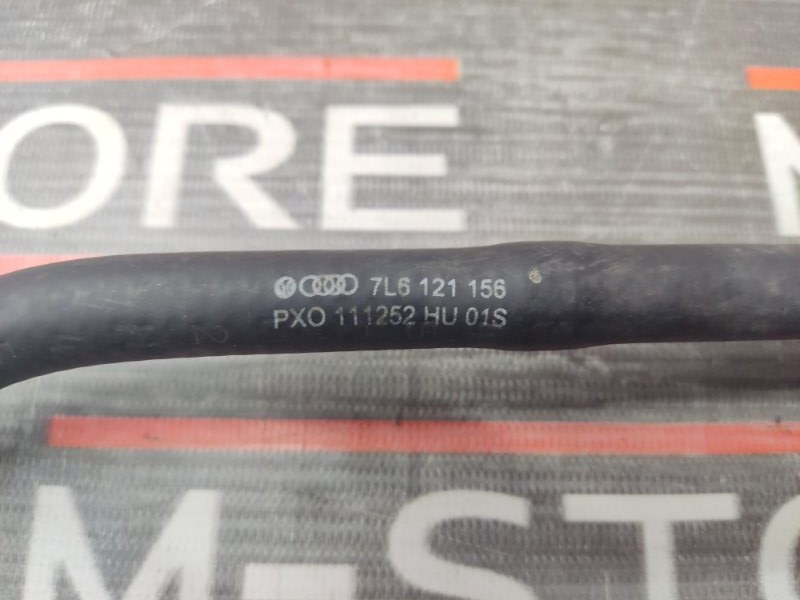 ORE
M
7L6 121 156
PXO 111252 HU 01S
M-STO